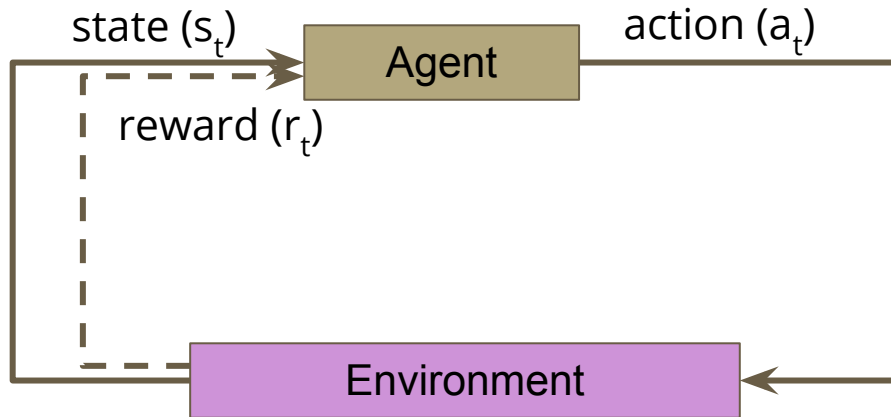 state (sₜ)
action (aₜ)
Agent
reward (rₜ)
Environment